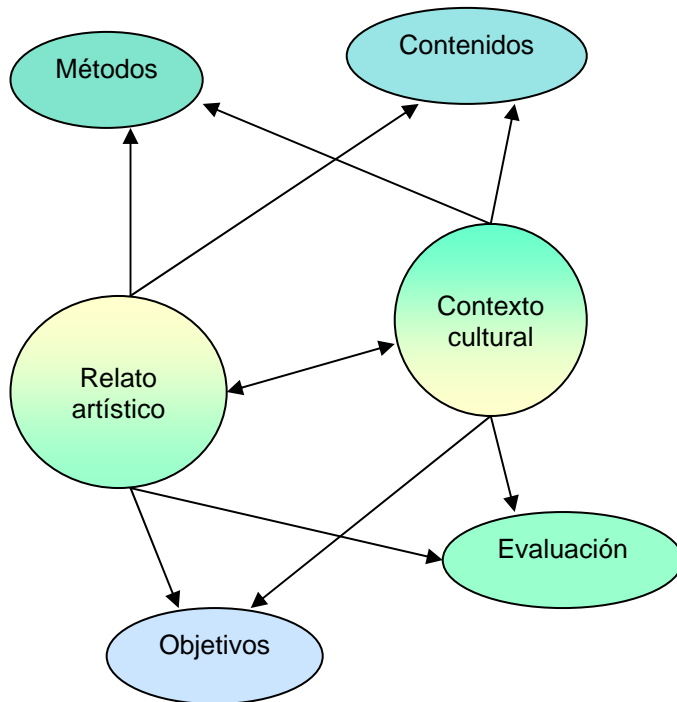 Métodos
Contenidos
Contexto
cultural
Relato
artístico
Evaluación
Objetivos